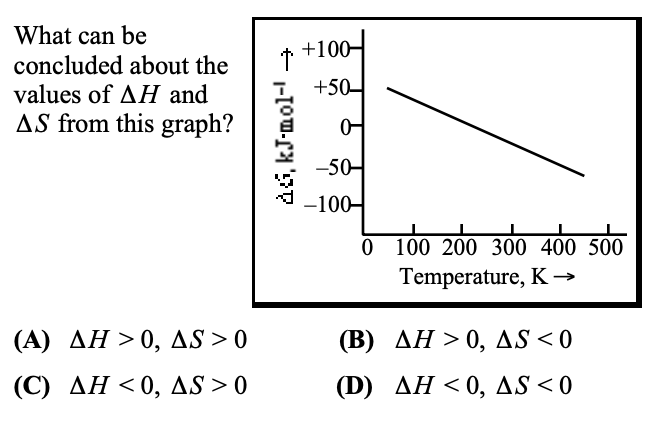 What can be
concluded about the
values of ΔH and
ΔS from this graph?
ΔG, kJ·mol⁻¹ →
+100
+50
0
–50
–100
0 100 200 300 400 500
Temperature, K →
(A) ΔH > 0, ΔS > 0
(B) ΔH > 0, ΔS < 0
(C) ΔH < 0, ΔS > 0
(D) ΔH < 0, ΔS < 0